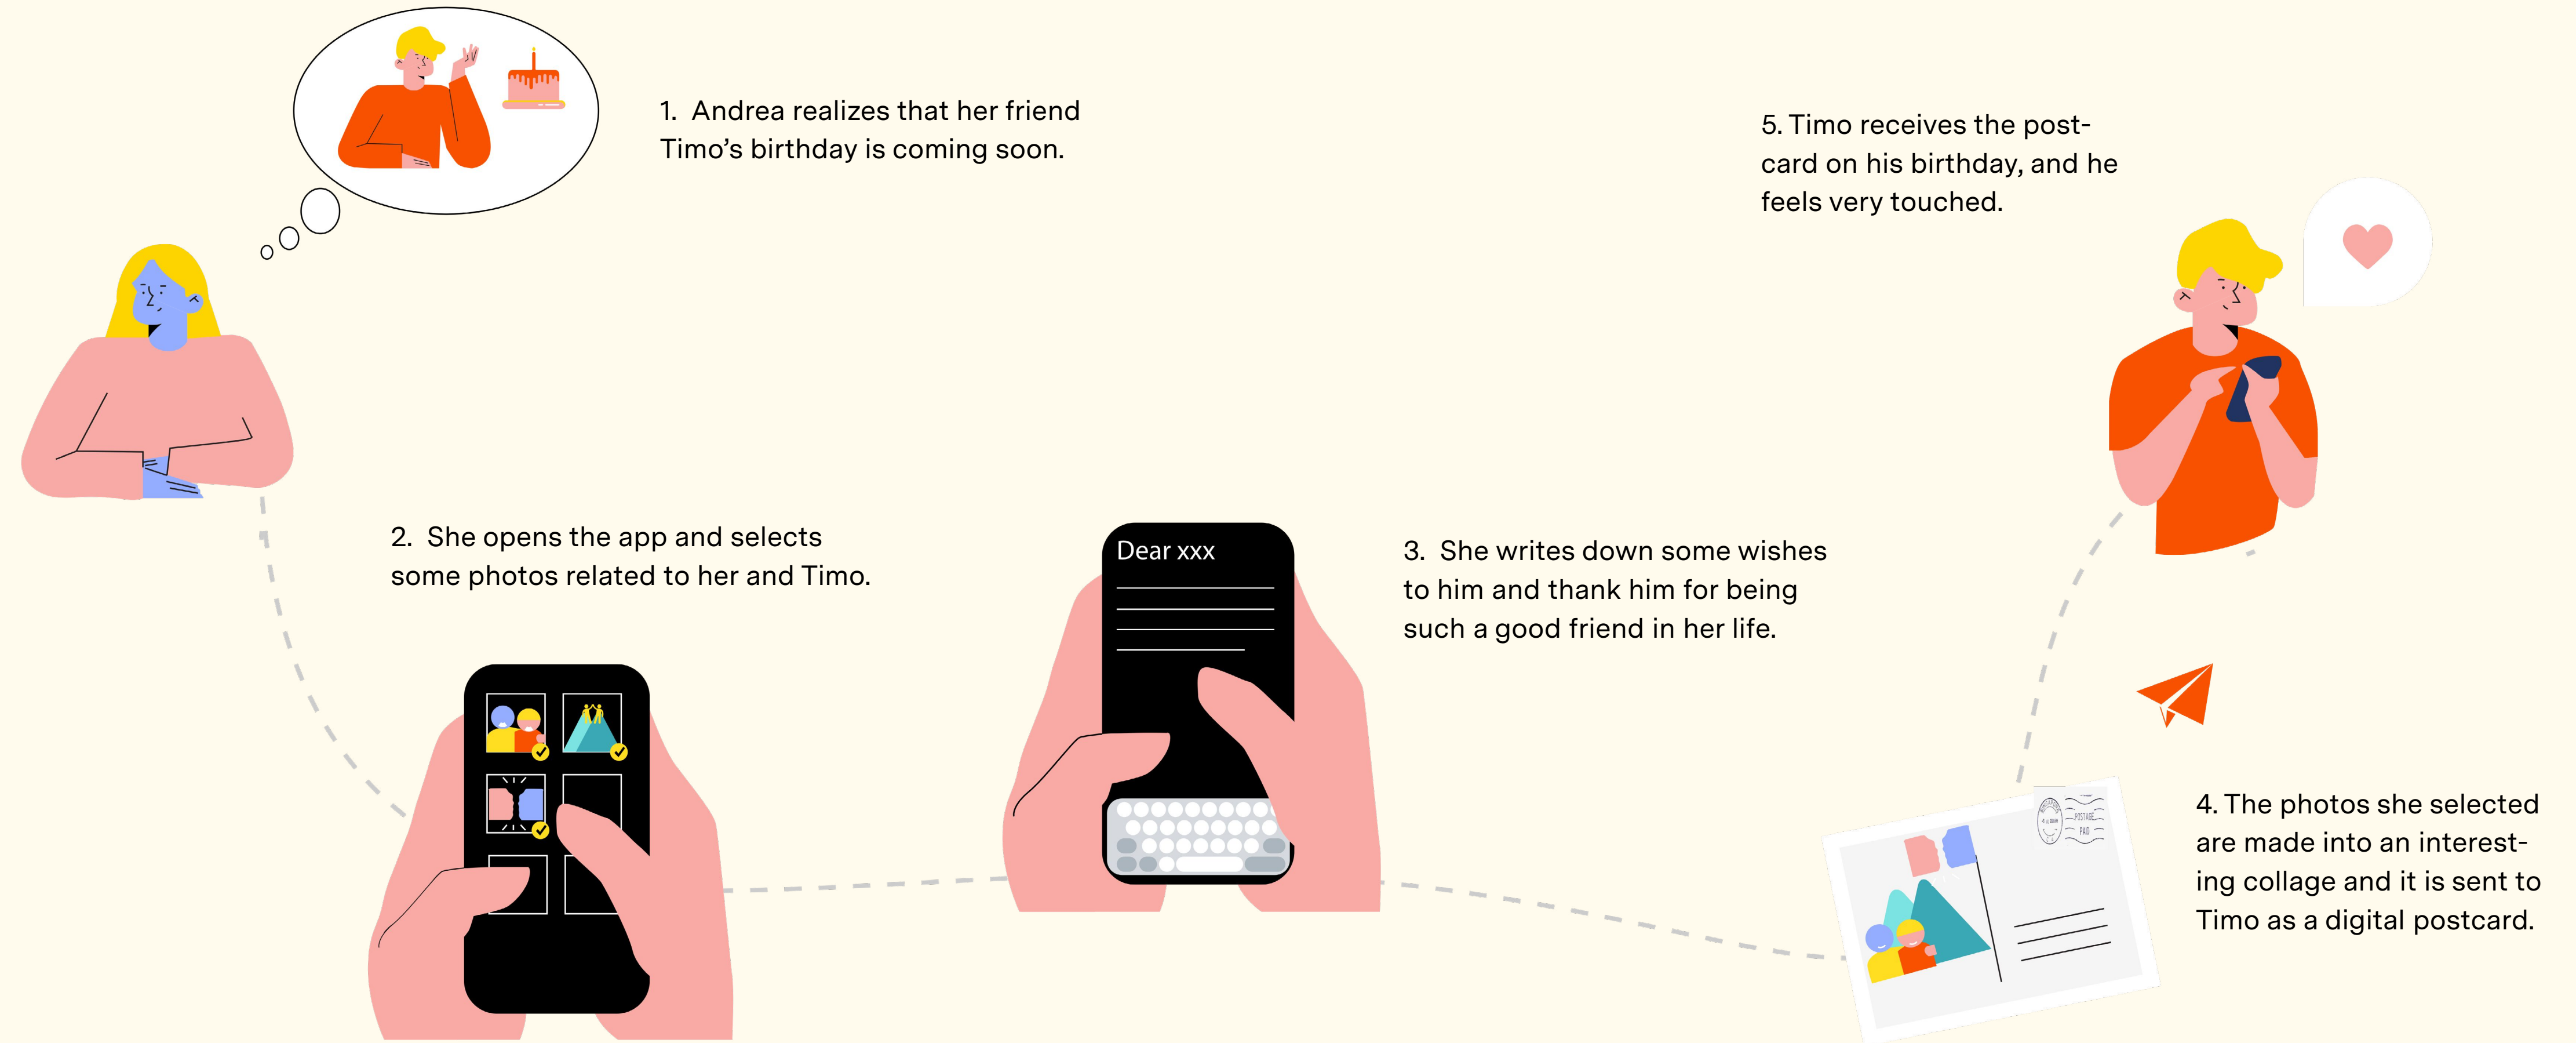 1. Andrea realizes that her friend
Timo’s birthday is coming soon.
2. She opens the app and selects
some photos related to her and Timo.
Dear xxx
3. She writes down some wishes
to him and thank him for being
such a good friend in her life.
POSTAGE
PAID
4. The photos she selected
are made into an interest-
ing collage and it is sent to
Timo as a digital postcard.
5. Timo receives the post-
card on his birthday, and he
feels very touched.